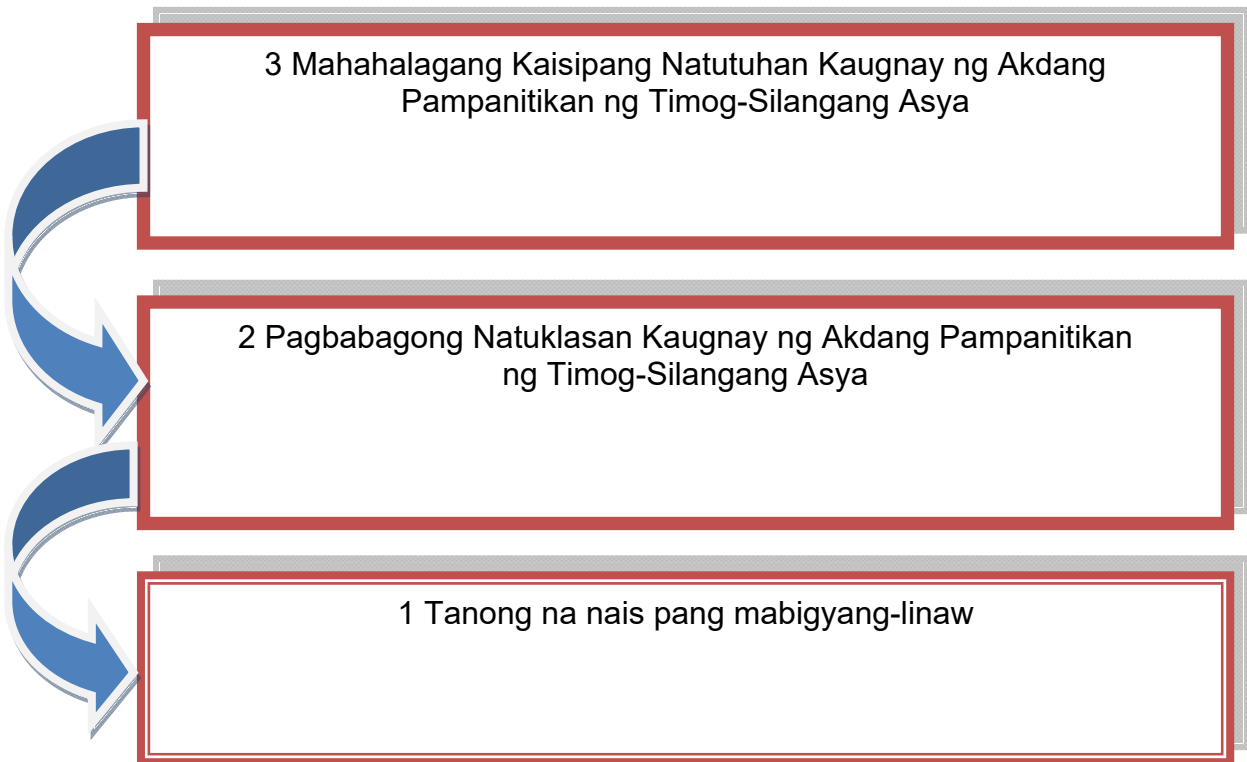 3 Mahahalagang Kaisipang Natutuhan Kaugnay ng Akdang
Pampanitikan ng Timog-Silangang Asya
2 Pagbabagong Natuklasan Kaugnay ng Akdang Pampanitikan
ng Timog-Silangang Asya
1 Tanong na nais pang mabigyang-linaw